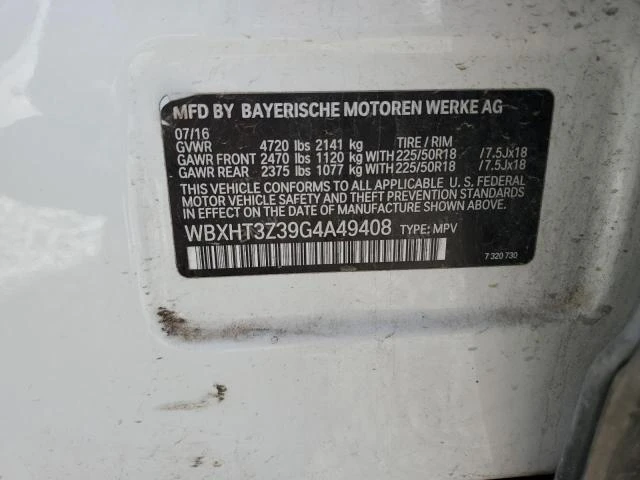 MFD BY BAYERISCHE MOTOREN WERKE AG
07/16
GVWR 4720 lbs 2141 kg TIRE / RIM
GAWR FRONT 2470 lbs 1120 kg WITH 225/50R18 /7.5Jx18
GAWR REAR 2375 lbs 1077 kg WITH 225/50R18 /7.5Jx18
THIS VEHICLE CONFORMS TO ALL APPLICABLE U.S. FEDERAL
MOTOR VEHICLE SAFETY AND THEFT PREVENTION STANDARDS
IN EFFECT ON THE DATE OF MANUFACTURE SHOWN ABOVE.
WBXHT3Z39G4A49408 TYPE: MPV
7 320 730